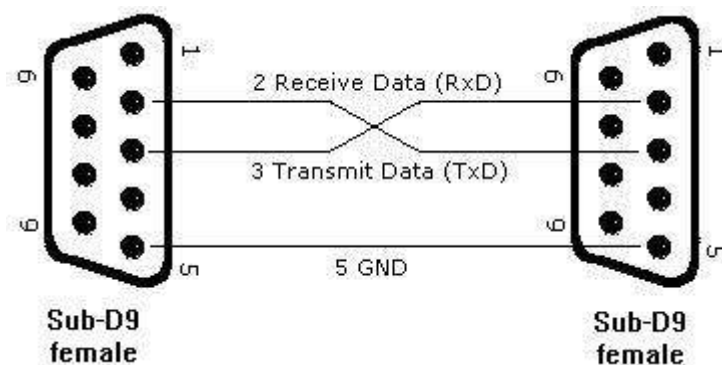 1
6
2 Receive Data (RxD)
3 Transmit Data (TxD)
9
5
5 GND
Sub-D9
female
1
6
9
5
Sub-D9
female